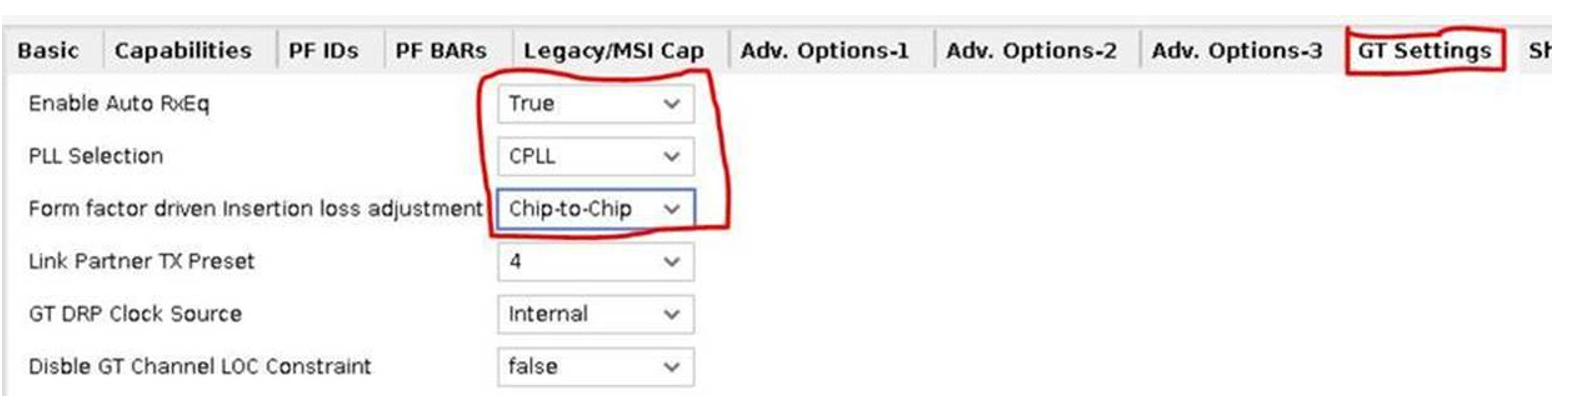 Basic Capabilities PF IDs PF BARs Legacy/MSI Cap Adv. Options-1 Adv. Options-2 Adv. Options-3 GT Settings Sh
Enable Auto RxEq True
PLL Selection CPLL
Form factor driven Insertion loss adjustment Chip-to-Chip
Link Partner TX Preset 4
GT DRP Clock Source Internal
Disble GT Channel LOC Constraint false